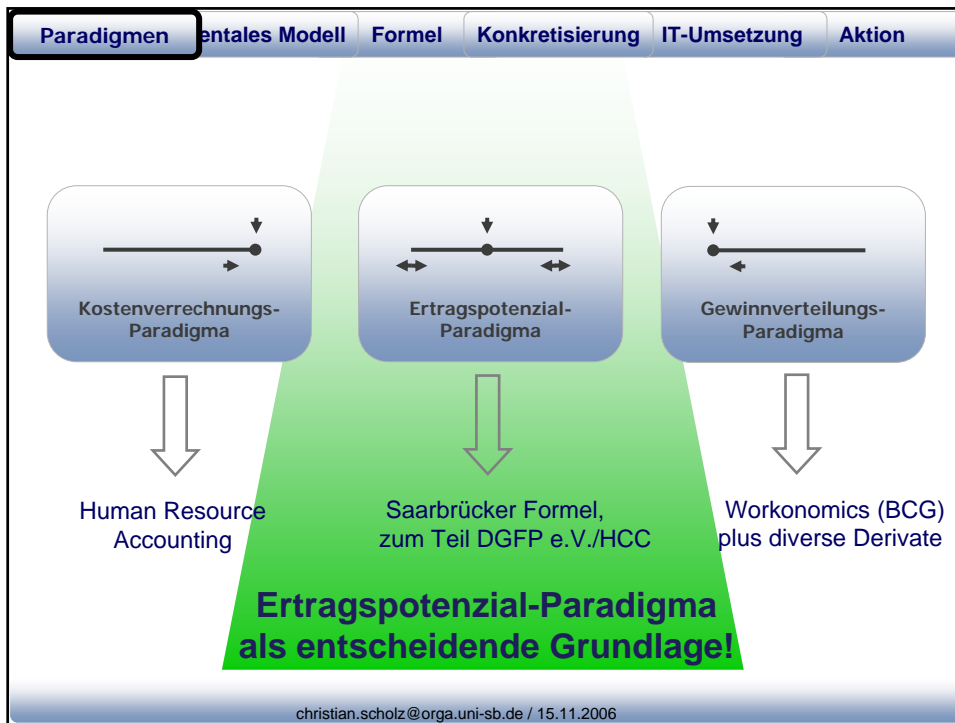 Paradigmen entales Modell Formel Konkretisierung IT-Umsetzung Aktion
Kostenverrechnungs-
Paradigma
Ertragspotenzial-
Paradigma
Gewinnverteilungs-
Paradigma
Human Resource
Accounting
Saarbrücker Formel,
zum Teil DGFP e.V./HCC
Workonomics (BCG)
plus diverse Derivate
Ertragspotenzial-Paradigma
als entscheidende Grundlage!
christian.scholz@orga.uni-sb.de / 15.11.2006